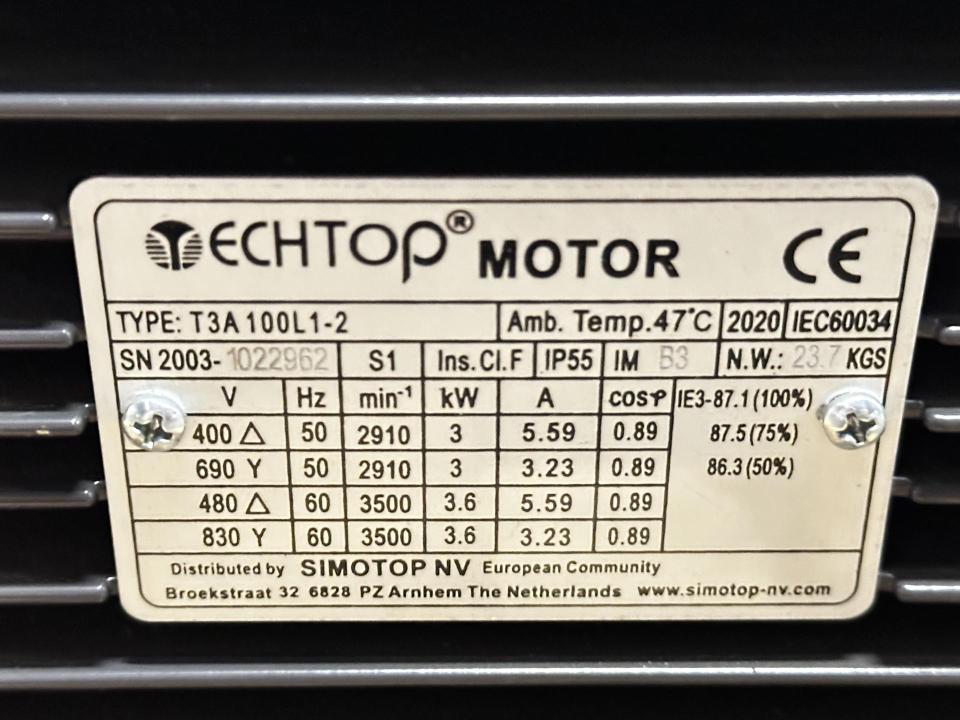 TECHTOP® MOTOR CE
TYPE: T3A 100L1-2 Amb. Temp.47°C 2020 IEC60034
SN 2003-1022962 S1 Ins.Cl.F IP55 IM B3 N.W.: 23.7 KGS
V Hz min⁻¹ kW A cosφ IE3-87.1 (100%)
400 △ 50 2910 3 5.59 0.89 87.5 (75%)
690 Y 50 2910 3 3.23 0.89 86.3 (50%)
480 △ 60 3500 3.6 5.59 0.89
830 Y 60 3500 3.6 3.23 0.89
Distributed by SIMOTOP NV European Community
Broekstraat 32 6828 PZ Arnhem The Netherlands www.simotop-nv.com